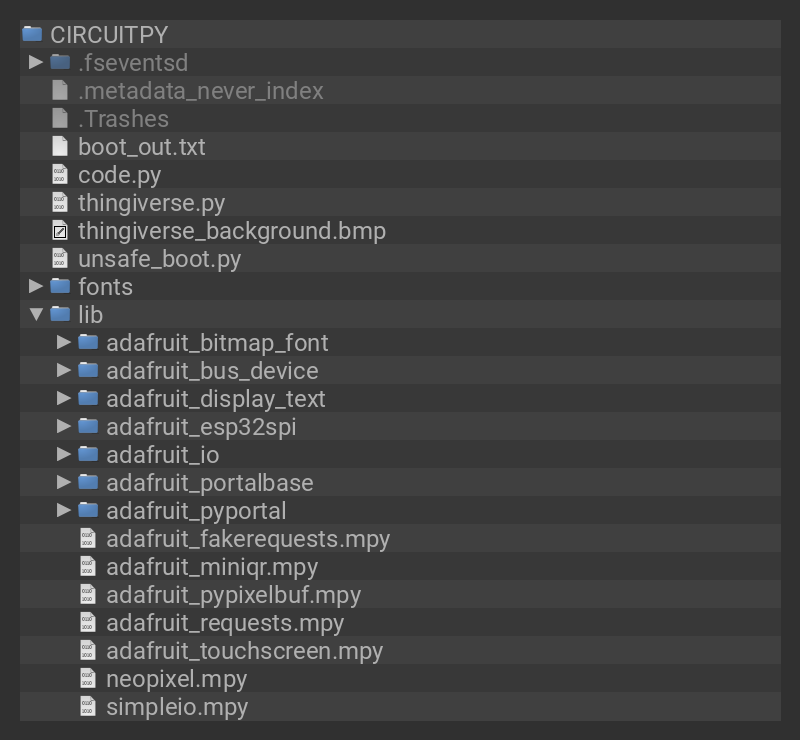 CIRCUITPY
.fseventsd
.metadata_never_index
.Trashes
boot_out.txt
code.py
thingiverse.py
thingiverse_background.bmp
unsafe_boot.py
fonts
lib
adafruit_bitmap_font
adafruit_bus_device
adafruit_display_text
adafruit_esp32spi
adafruit_io
adafruit_portalbase
adafruit_pyportal
adafruit_fakerequests.mpy
adafruit_miniqr.mpy
adafruit_pypixelbuf.mpy
adafruit_requests.mpy
adafruit_touchscreen.mpy
neopixel.mpy
simpleio.mpy